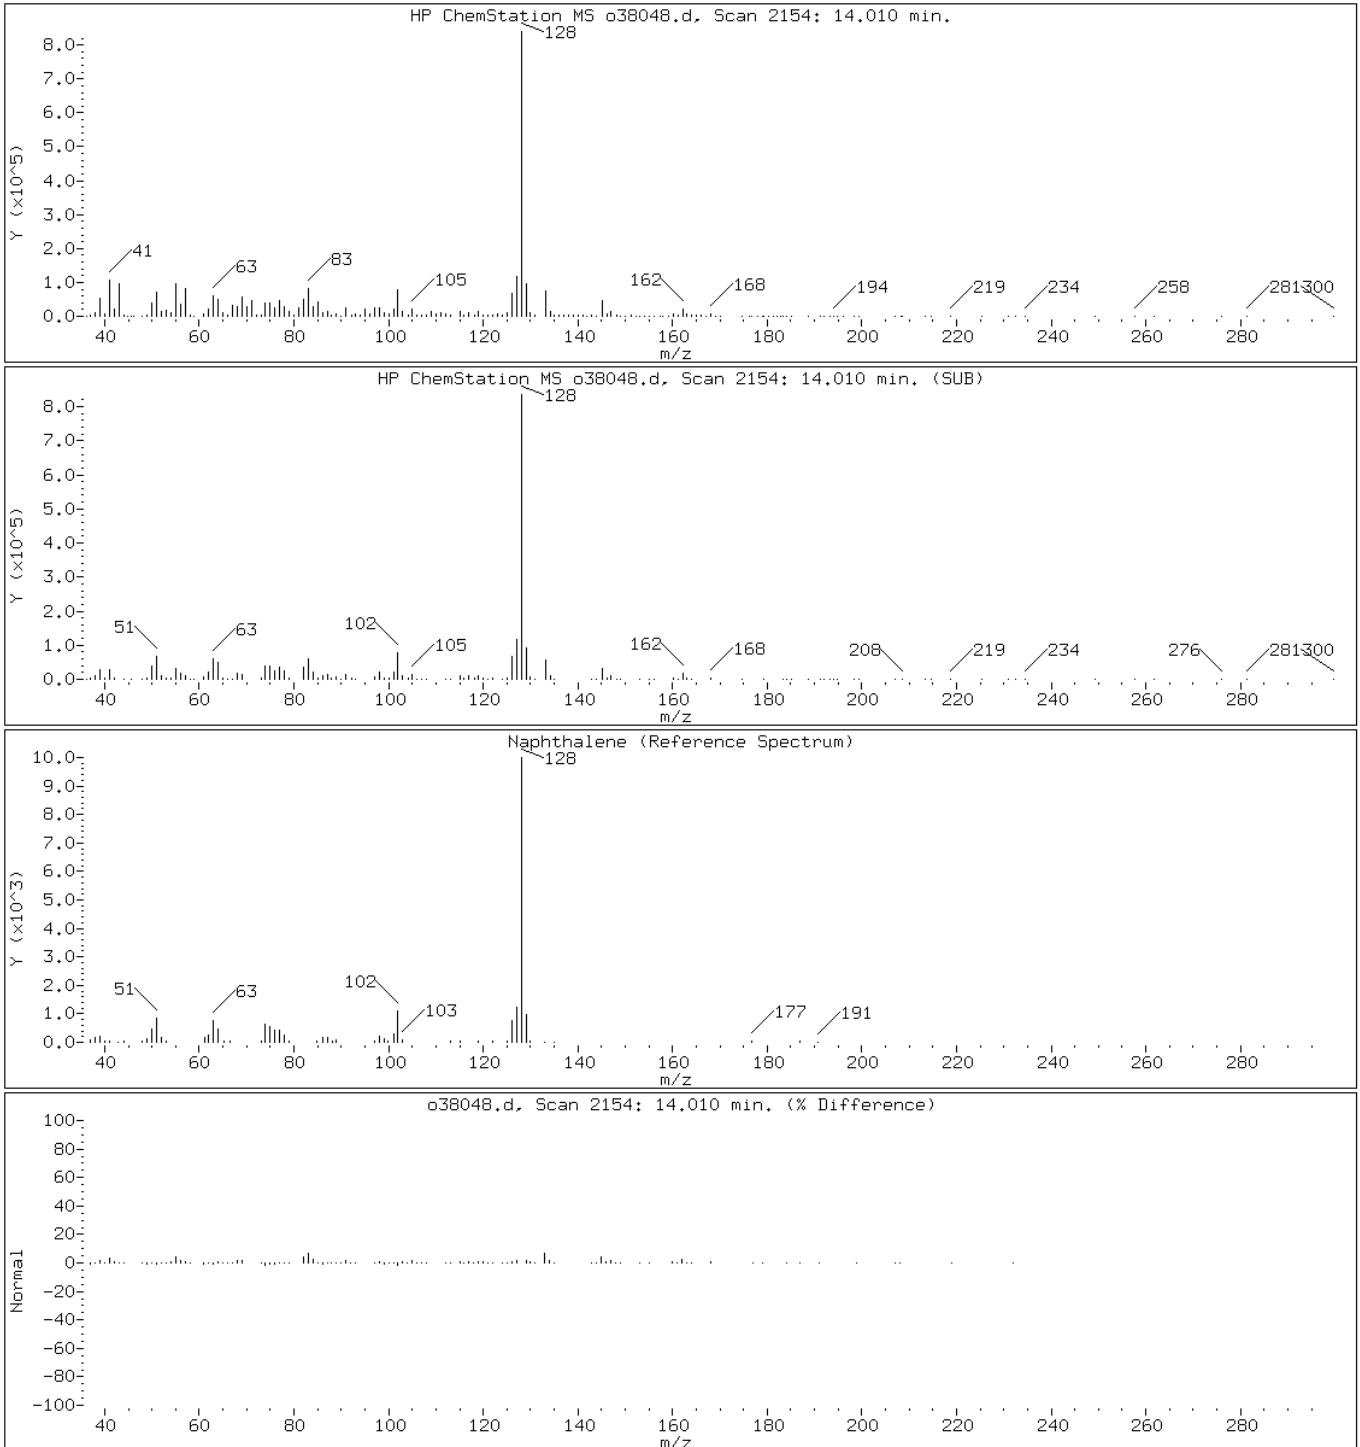 HP ChemStation MS o38048.d, Scan 2154: 14.010 min.
128
8.0
7.0
6.0
5.0
4.0
3.0
2.0
1.0
0.0
Y (x10^5)
41 63 83 105 162 168 194 219 234 258 281 300
40 60 80 100 120 140 160 180 200 220 240 260 280
m/z
HP ChemStation MS o38048.d, Scan 2154: 14.010 min. (SUB)
128
8.0
7.0
6.0
5.0
4.0
3.0
2.0
1.0
0.0
Y (x10^5)
51 63 102 105 162 168 208 219 234 276 281 300
40 60 80 100 120 140 160 180 200 220 240 260 280
m/z
Naphthalene (Reference Spectrum)
128
10.0
9.0
8.0
7.0
6.0
5.0
4.0
3.0
2.0
1.0
0.0
Y (x10^3)
51 63 102 103 177 191
40 60 80 100 120 140 160 180 200 220 240 260 280
m/z
o38048.d, Scan 2154: 14.010 min. (% Difference)
100
80
60
40
20
0
-20
-40
-60
-80
-100
Normal
40 60 80 100 120 140 160 180 200 220 240 260 280
m/z